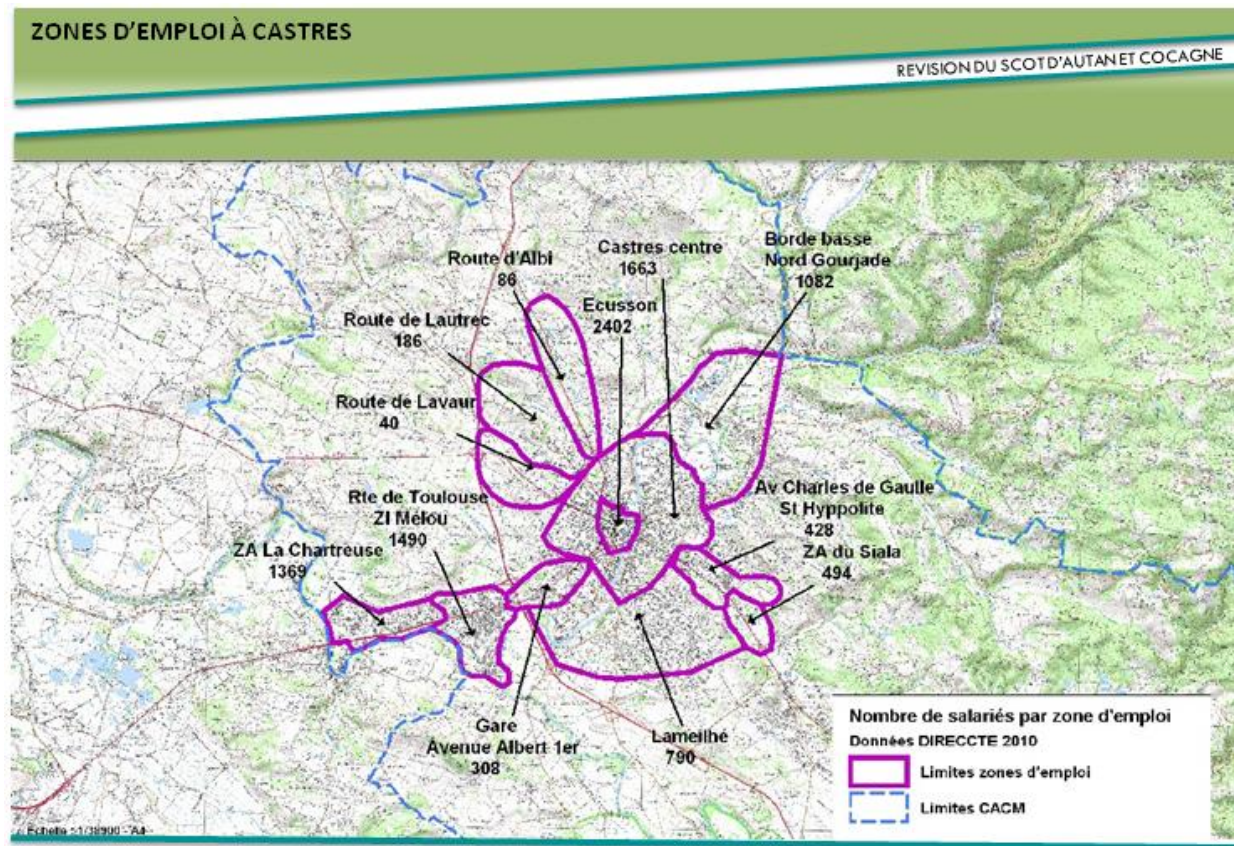 ZONES D'EMPLOI À CASTRES
REVISION DU SCOT D'AUTAN ET COCAGNE
Route d'Albi
86
Castres centre
1663
Borde basse
Nord Gourjade
1082
Ecusson
2402
Route de Lautrec
186
Route de Lavaur
40
Rte de Toulouse
ZI Mélou
1490
ZA La Chartreuse
1369
Av Charles de Gaulle
St Hyppolite
428
ZA du Siala
494
Gare
Avenue Albert 1er
308
Lameilhé
790
Nombre de salariés par zone d'emploi
Données DIRECCTE 2010
Limites zones d'emploi
Limites CACM